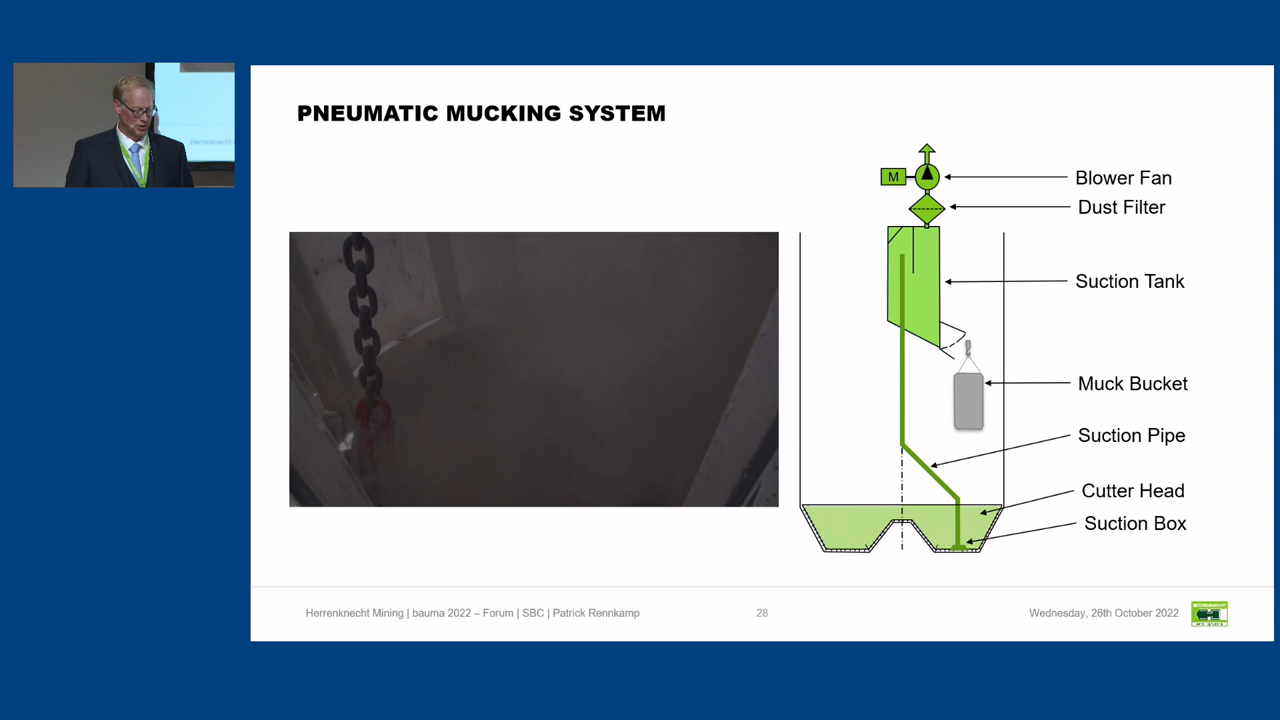 PNEUMATIC MUCKING SYSTEM
M
Blower Fan
Dust Filter
Suction Tank
Muck Bucket
Suction Pipe
Cutter Head
Suction Box
Herrenknecht Mining | bauma 2022 – Forum | SBC | Patrick Rennkamp
28
Wednesday, 26th October 2022